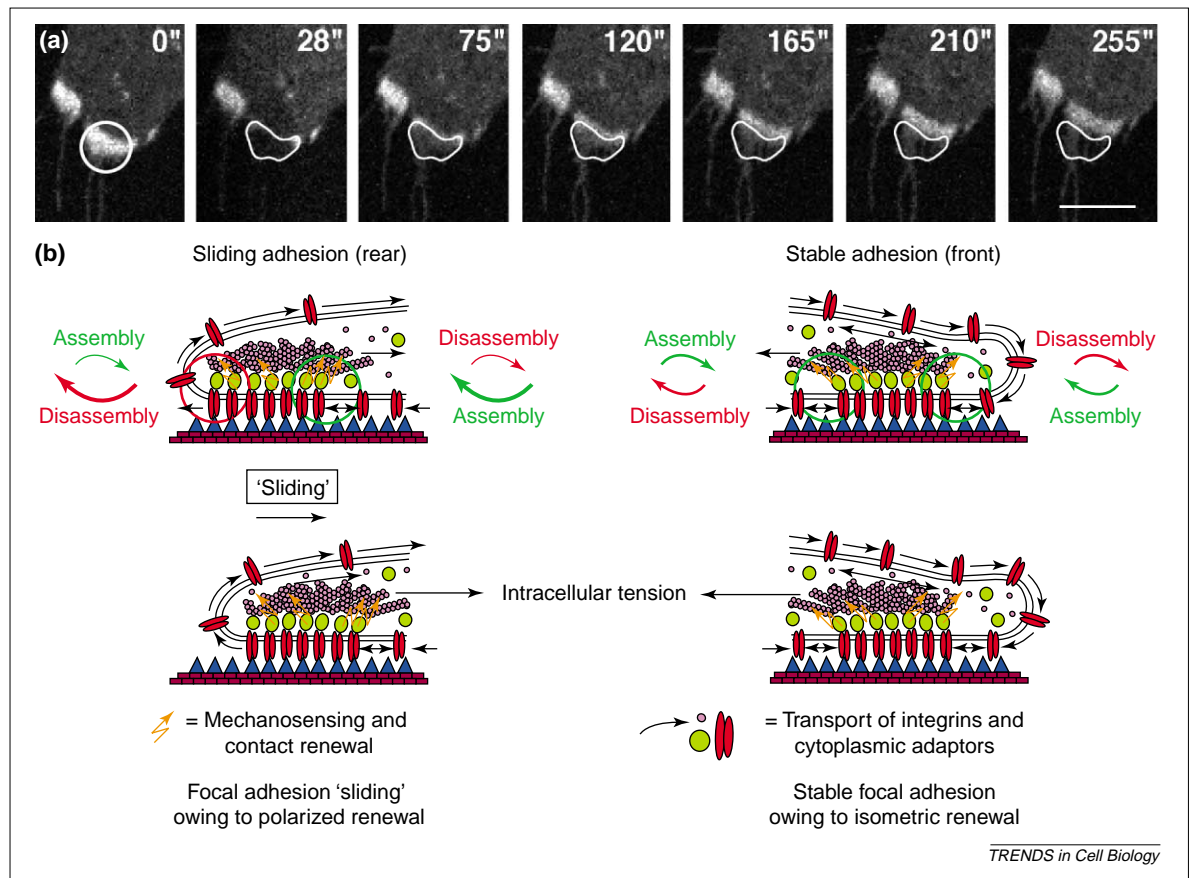 (a)
0"
28"
75"
120"
165"
210"
255"
(b)
Sliding adhesion (rear)
Stable adhesion (front)
Assembly
Disassembly
Disassembly
Assembly
Assembly
Disassembly
Disassembly
Assembly
'Sliding'
Intracellular tension
= Mechanosensing and
contact renewal
= Transport of integrins and
cytoplasmic adaptors
Focal adhesion 'sliding'
owing to polarized renewal
Stable focal adhesion
owing to isometric renewal
TRENDS in Cell Biology